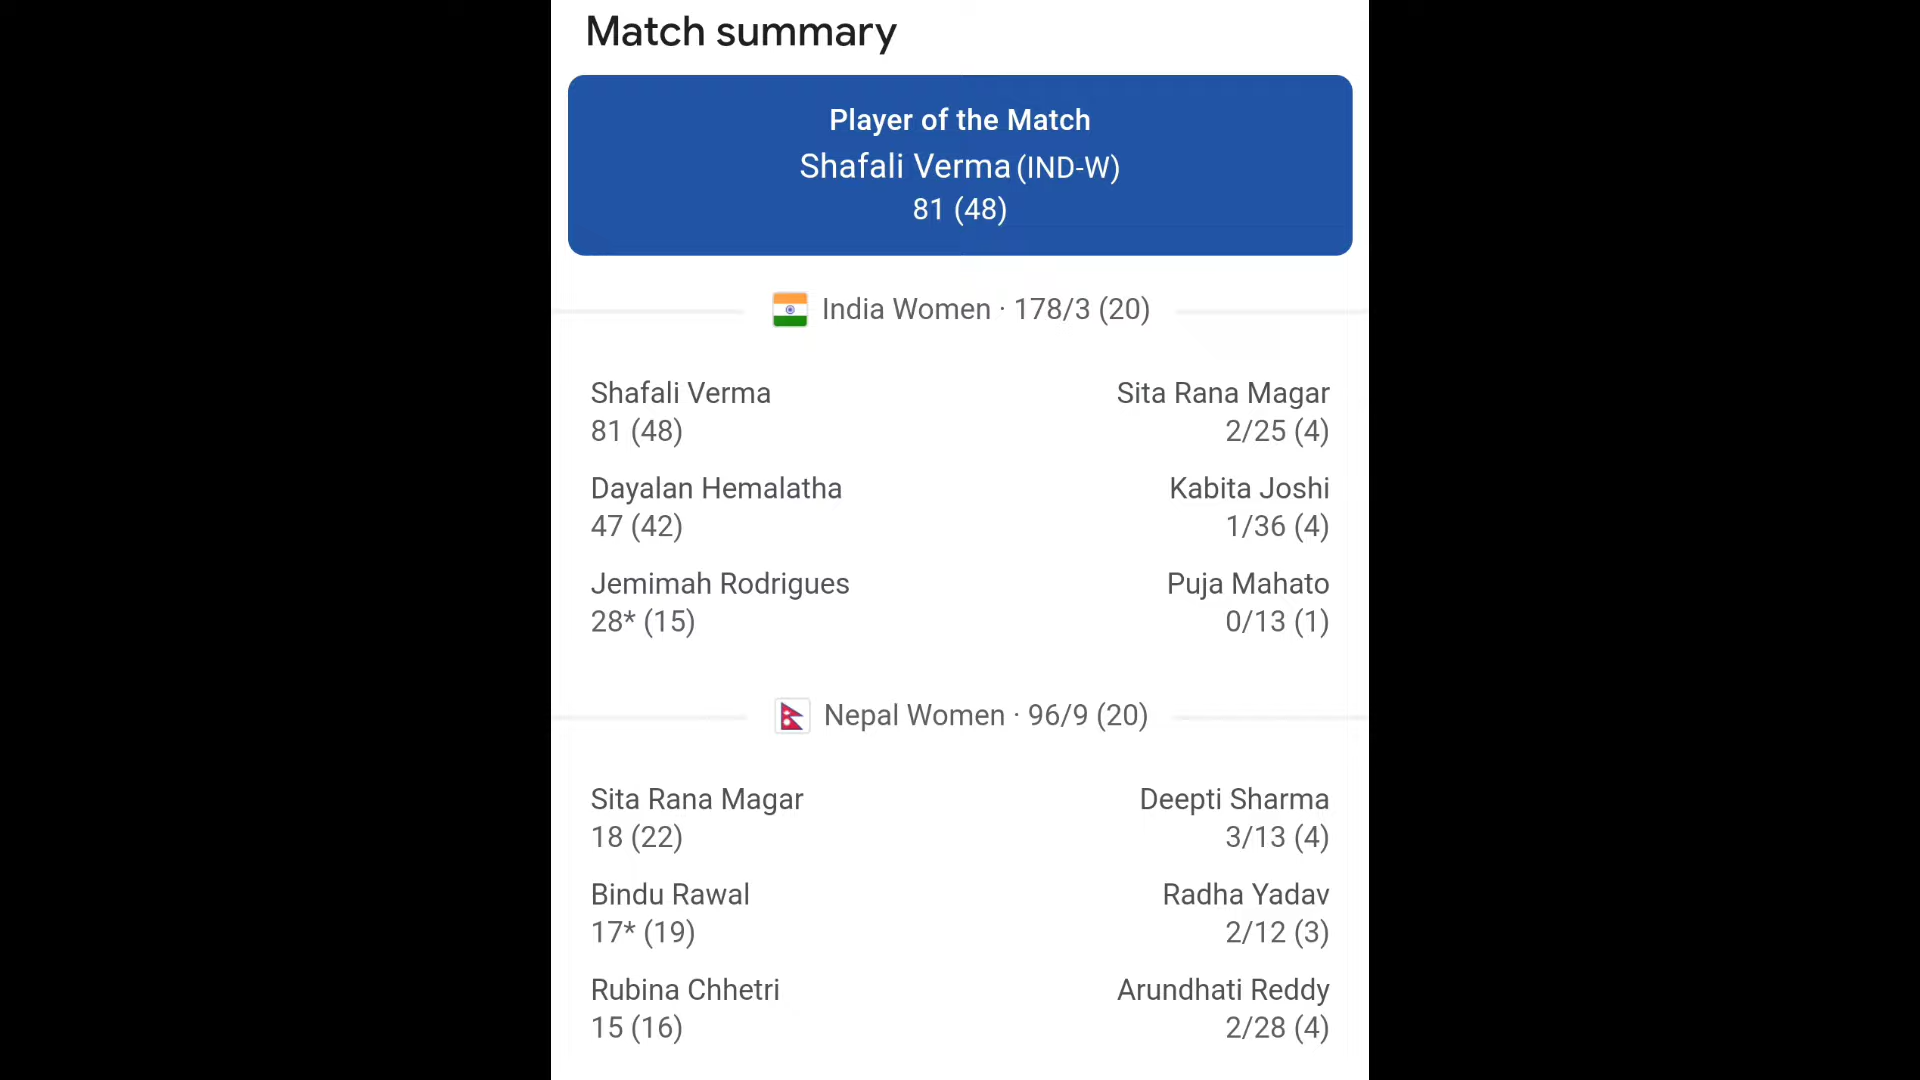 Match summary
Player of the Match
Shafali Verma (IND-W)
81 (48)
India Women · 178/3 (20)
Shafali Verma Sita Rana Magar
81 (48) 2/25 (4)
Dayalan Hemalatha Kabita Joshi
47 (42) 1/36 (4)
Jemimah Rodrigues Puja Mahato
28* (15) 0/13 (1)
Nepal Women · 96/9 (20)
Sita Rana Magar Deepti Sharma
18 (22) 3/13 (4)
Bindu Rawal Radha Yadav
17* (19) 2/12 (3)
Rubina Chhetri Arundhati Reddy
15 (16) 2/28 (4)